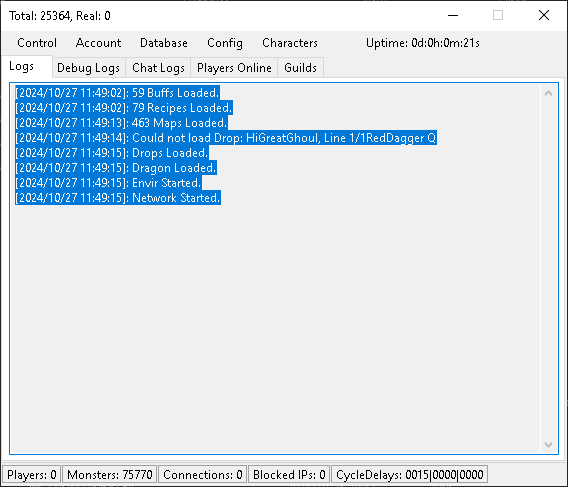 Total: 25364, Real: 0
Control Account Database Config Characters Uptime: 0d:0h:0m:21s
Logs Debug Logs Chat Logs Players Online Guilds
[2024/10/27 11:49:02]: 59 Buffs Loaded.
[2024/10/27 11:49:02]: 79 Recipes Loaded.
[2024/10/27 11:49:13]: 463 Maps Loaded.
[2024/10/27 11:49:14]: Could not load Drop: HiGreatGhoul, Line 1/1RedDagger Q
[2024/10/27 11:49:15]: Drops Loaded.
[2024/10/27 11:49:15]: Dragon Loaded.
[2024/10/27 11:49:15]: Envir Started.
[2024/10/27 11:49:15]: Network Started.
Players: 0 Monsters: 75770 Connections: 0 Blocked IPs: 0 CycleDelays: 0015|0000|0000